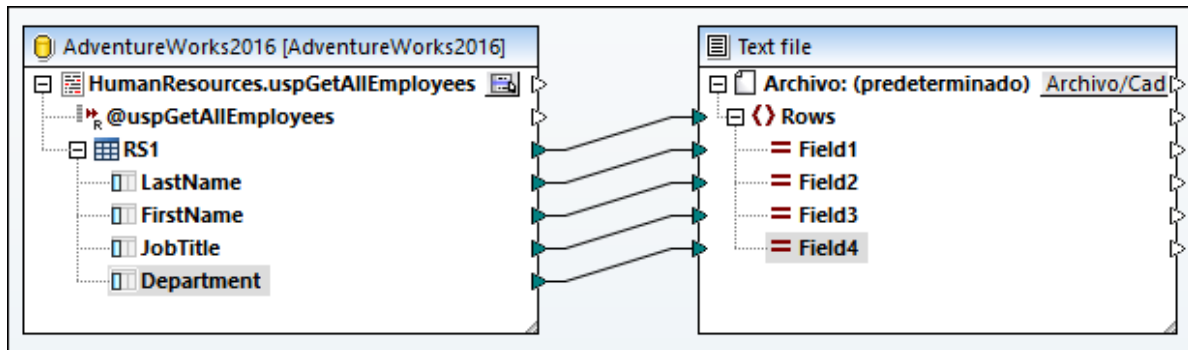 AdventureWorks2016 [AdventureWorks2016]
HumanResources.uspGetAllEmployees
R @uspGetAllEmployees
RS1
LastName
FirstName
JobTitle
Department
Text file
Archivo: (predeterminado) Archivo/Cad
Rows
Field1
Field2
Field3
Field4